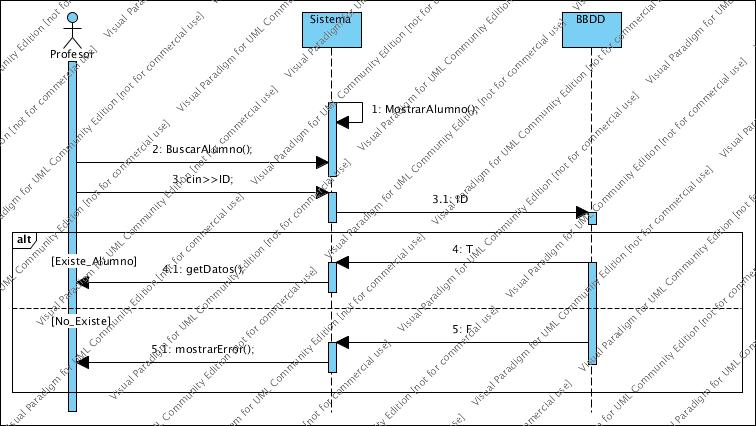 Sistema
BBDD
Profesor
1: MostrarAlumno();
2: BuscarAlumno();
3: cin>>ID;
3.1: ID
alt
[Existe_Alumno]
4: T
4.1: getDatos();
[No_Existe]
5: F
5.1: mostrarError();
Visual Paradigm for UML Community Edition [not for commercial use]